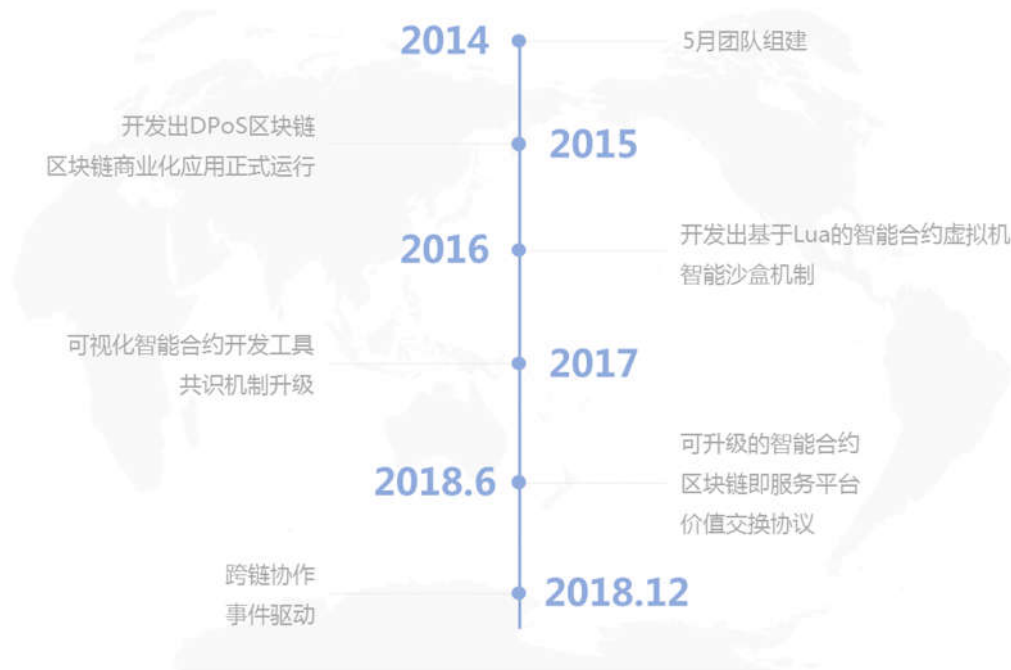 2014
5月团队组建
开发出DPoS区块链
区块链商业化应用正式运行
2015
2016
开发出基于Lua的智能合约虚拟机
智能沙盒机制
可视化智能合约开发工具
共识机制升级
2017
2018.6
可升级的智能合约
区块链即服务平台
价值交换协议
跨链协作
事件驱动
2018.12